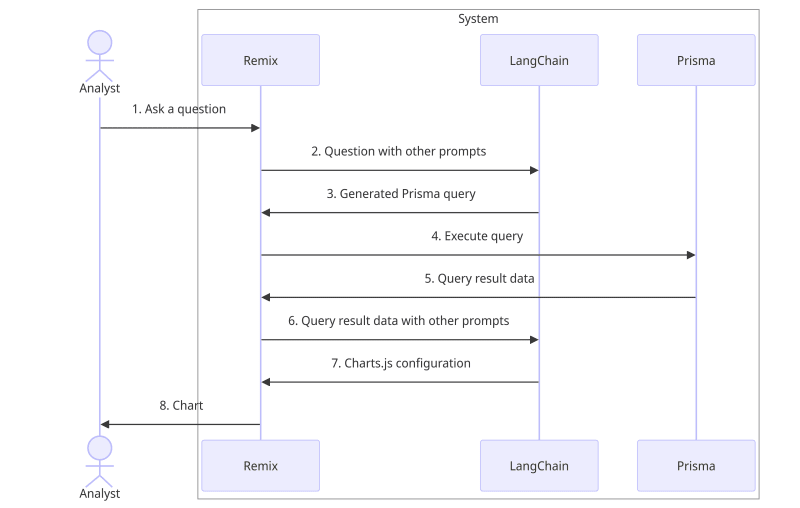 System
Remix
LangChain
Prisma
Analyst
1. Ask a question
2. Question with other prompts
3. Generated Prisma query
4. Execute query
5. Query result data
6. Query result data with other prompts
7. Charts.js configuration
8. Chart
Remix
LangChain
Prisma
Analyst